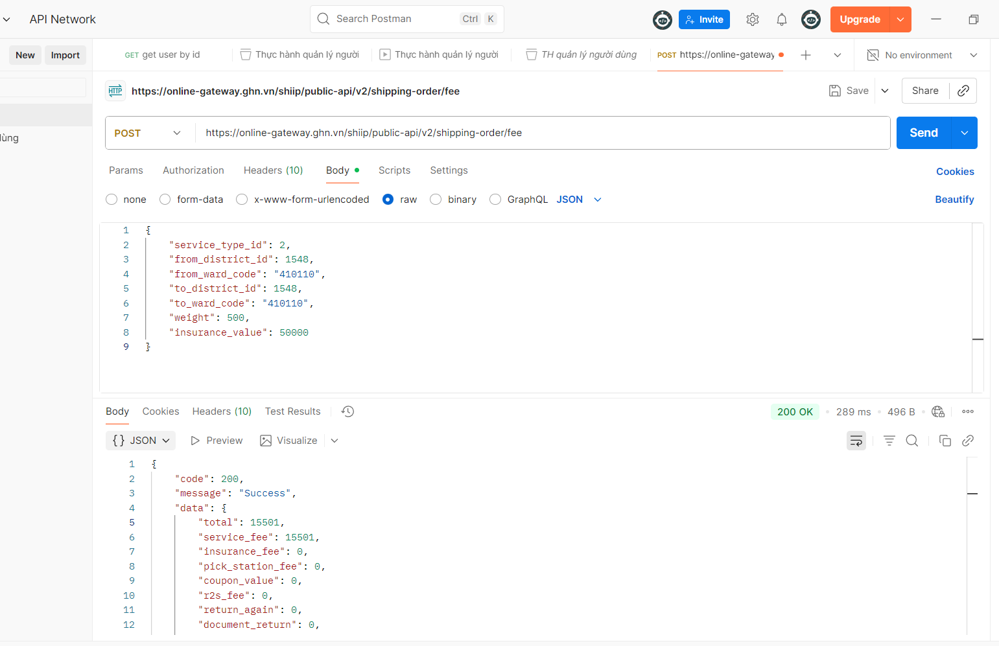 API Network
Search Postman
Ctrl K
Invite
Upgrade
New Import
GET get user by id
Thực hành quản lý người
Thực hành quản lý người
TH quản lý người dùng
POST https://online-gateway
No environment
HTTP https://online-gateway.ghn.vn/shiip/public-api/v2/shipping-order/fee
Save
Share
lùng
POST https://online-gateway.ghn.vn/shiip/public-api/v2/shipping-order/fee
Send
Params Authorization Headers (10) Body Scripts Settings
Cookies
none form-data x-www-form-urlencoded raw binary GraphQL JSON
Beautify
1 {
2 "service_type_id": 2,
3 "from_district_id": 1548,
4 "from_ward_code": "410110",
5 "to_district_id": 1548,
6 "to_ward_code": "410110",
7 "weight": 500,
8 "insurance_value": 50000
9 }
Body Cookies Headers (10) Test Results
200 OK 289 ms 496 B
{} JSON Preview Visualize
1 {
2 "code": 200,
3 "message": "Success",
4 "data": {
5 "total": 15501,
6 "service_fee": 15501,
7 "insurance_fee": 0,
8 "pick_station_fee": 0,
9 "coupon_value": 0,
10 "r2s_fee": 0,
11 "return_again": 0,
12 "document_return": 0,